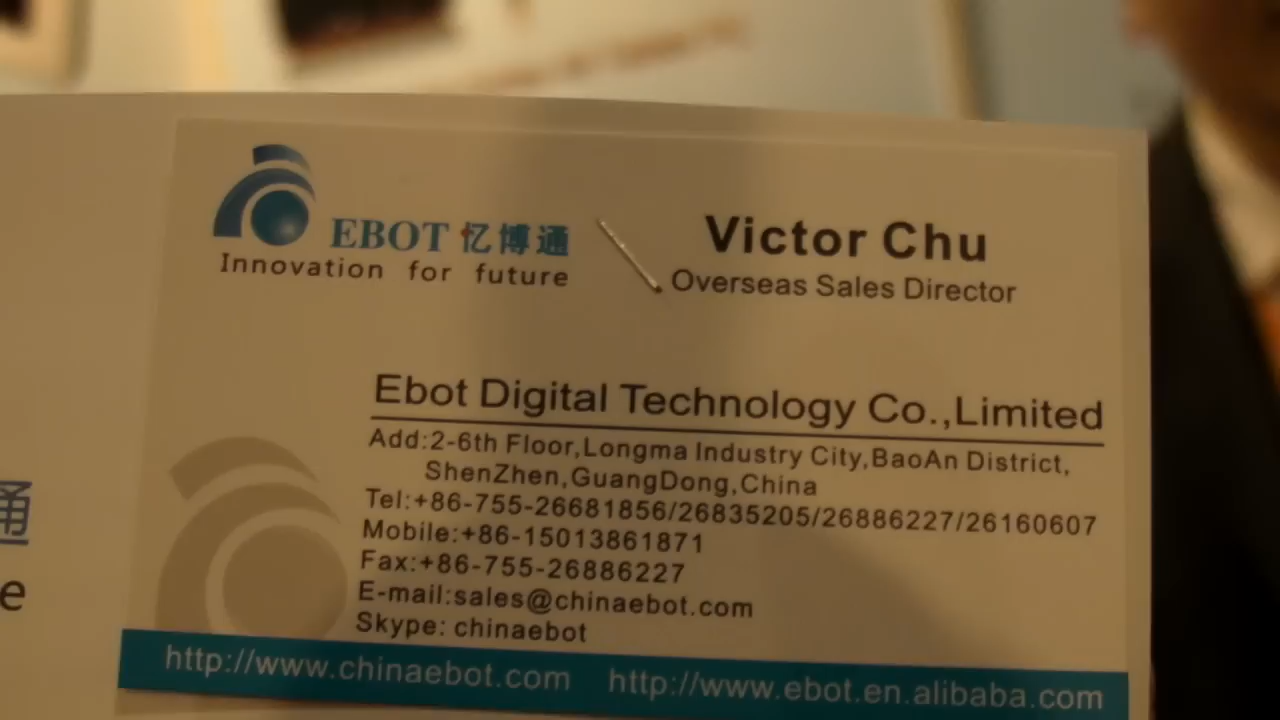 EBOT 亿博通
Innovation for future
Victor Chu
Overseas Sales Director
Ebot Digital Technology Co.,Limited
Add:2-6th Floor,Longma Industry City,BaoAn District,
ShenZhen,GuangDong,China
Tel:+86-755-26681856/26835205/26886227/26160607
Mobile:+86-15013861871
Fax:+86-755-26886227
E-mail:sales@chinaebot.com
Skype: chinaebot
http://www.chinaebot.com http://www.ebot.en.alibaba.com
通
e